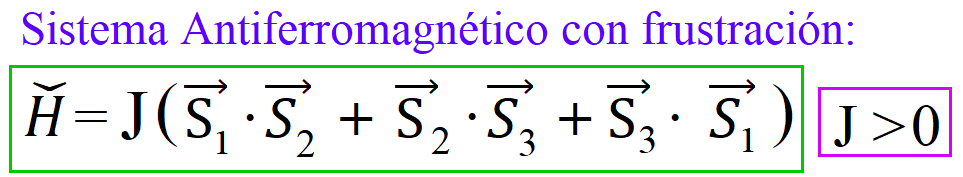 Sistema Antiferromagnético con frustración:
Ȟ = J(S⃗₁·S⃗₂ + S⃗₂·S⃗₃ + S⃗₃· S⃗₁) J >0